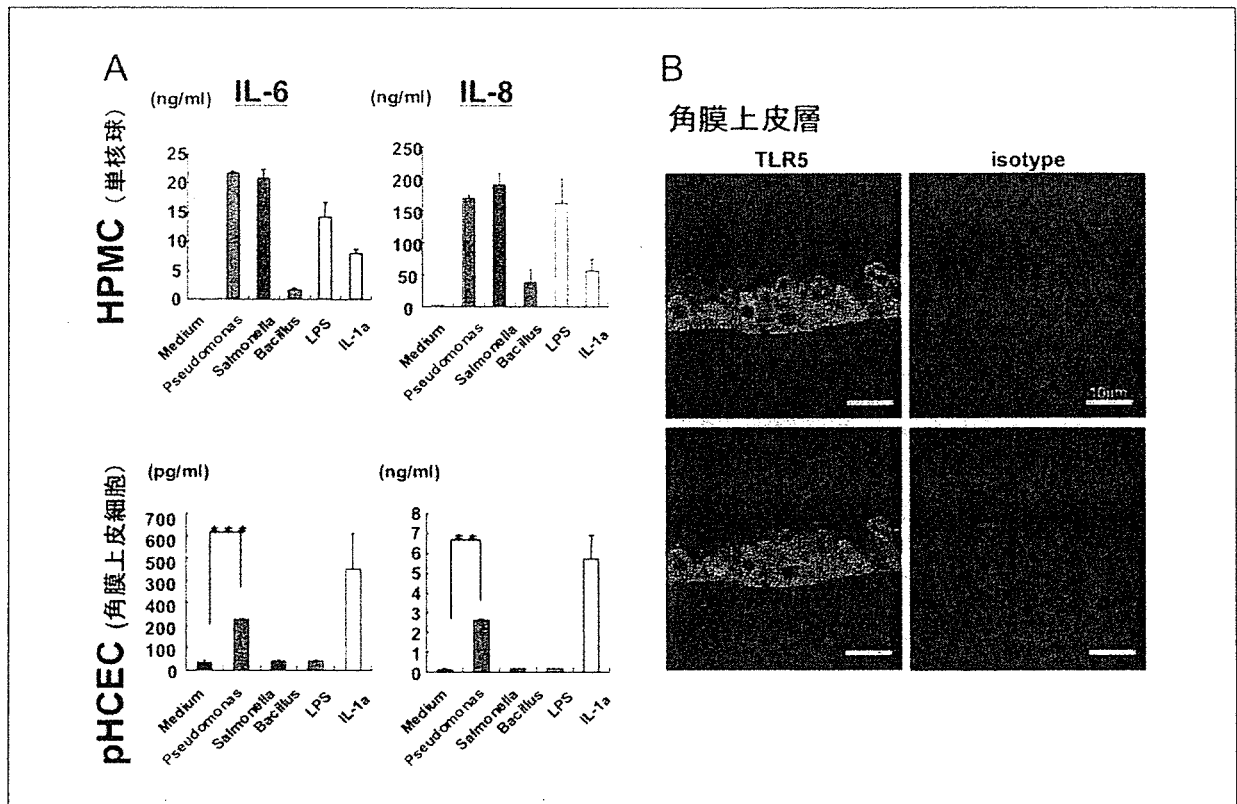 A
IL-6
IL-8
(ng/ml)
(ng/ml)
HPMC (単核球)
25
20
15
10
5
0
Medium
Pseudomonas
Salmonella
Bacillus
LPS
IL-1a
250
200
150
100
50
0
Medium
Pseudomonas
Salmonella
Bacillus
LPS
IL-1a
pHCEC (角膜上皮細胞)
(pg/ml)
700
600
500
400
300
200
100
0
***
Medium
Pseudomonas
Salmonella
Bacillus
LPS
IL-1a
(ng/ml)
8
7
6
5
4
3
2
1
0
**
Medium
Pseudomonas
Salmonella
Bacillus
LPS
IL-1a
B
角膜上皮層
TLR5
isotype
10μm